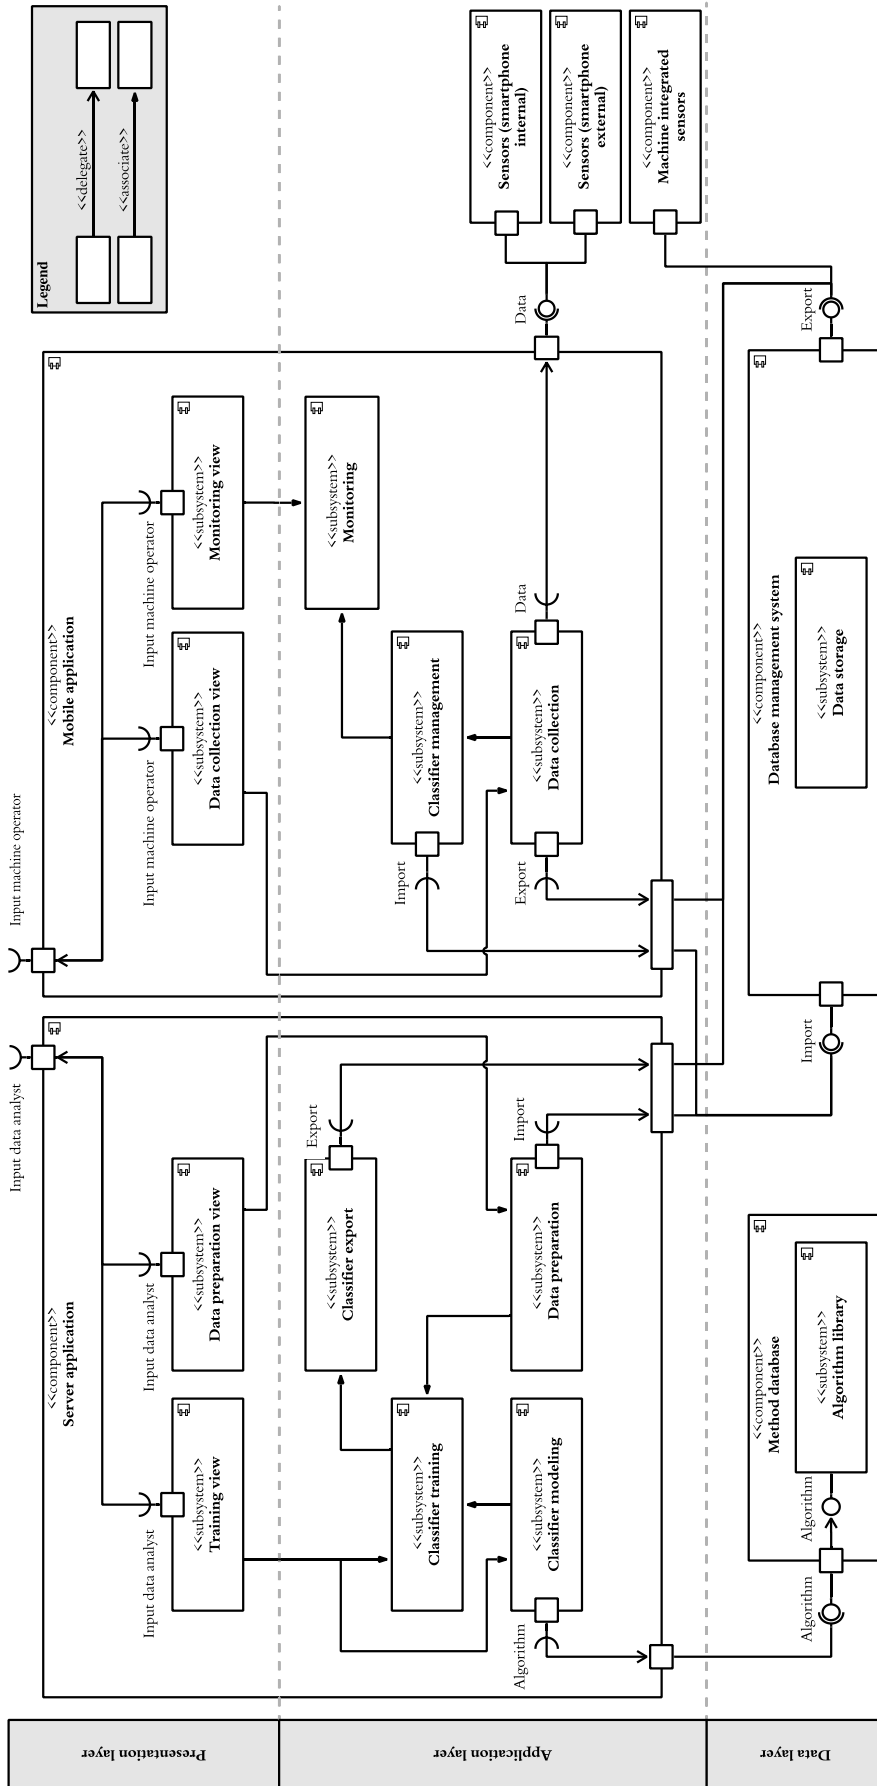 Presentation layer
Application layer
Data layer
Input data analyst
<<component>>
Server application
Input data analyst
<<subsystem>>
Training view
Input data analyst
<<subsystem>>
Data preparation view
<<subsystem>>
Classifier training
<<subsystem>>
Classifier export
Export
Algorithm
<<subsystem>>
Classifier modeling
<<subsystem>>
Data preparation
Import
Input machine operator
<<component>>
Mobile application
Input machine operator
<<subsystem>>
Data collection view
Input machine operator
<<subsystem>>
Monitoring view
<<subsystem>>
Monitoring
Import
<<subsystem>>
Classifier management
Export
<<subsystem>>
Data collection
Data
Data
Legend
<<delegate>>
<<associate>>
<<component>>
Sensors (smartphone
internal)
<<component>>
Sensors (smartphone
external)
<<component>>
Machine integrated
sensors
Algorithm
Algorithm
<<component>>
Method database
<<subsystem>>
Algorithm library
Import
<<component>>
Database management system
<<subsystem>>
Data storage
Export